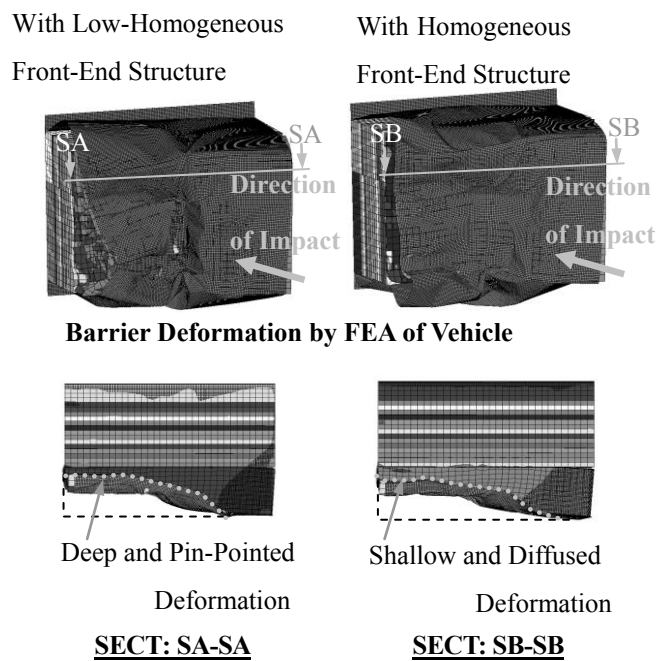 With Low-Homogeneous
Front-End Structure
With Homogeneous
Front-End Structure
SA
SA
Direction
of Impact
SB
SB
Direction
of Impact
Barrier Deformation by FEA of Vehicle
Deep and Pin-Pointed
Deformation
SECT: SA-SA
Shallow and Diffused
Deformation
SECT: SB-SB